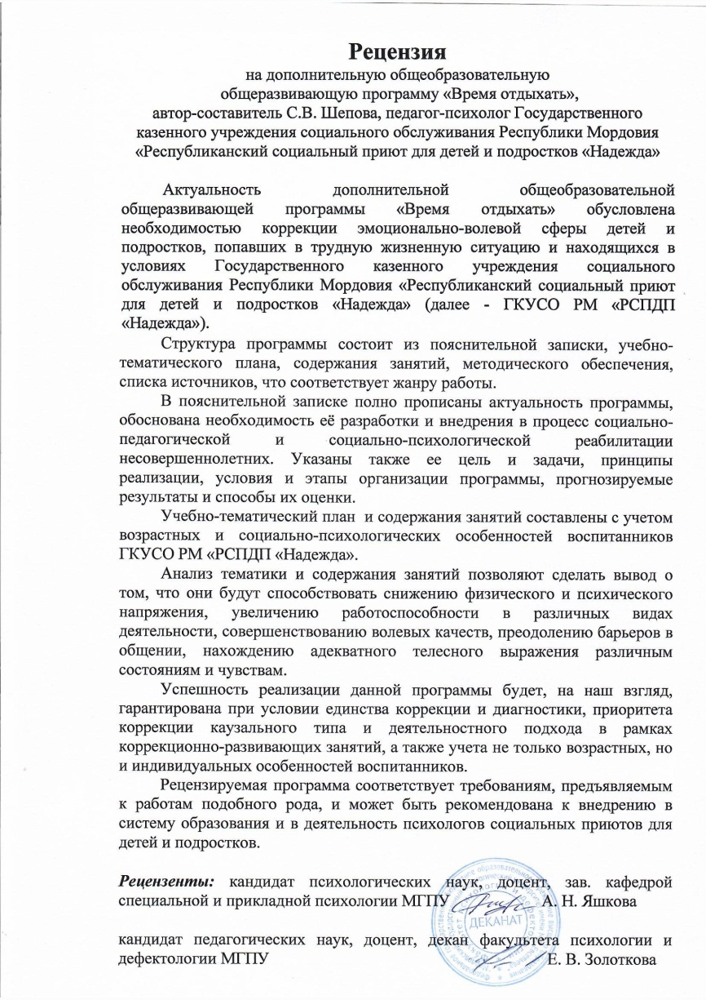 Рецензия
на дополнительную общеобразовательную
общеразвивающую программу «Время отдыхать»,
автор-составитель С.В. Шепова, педагог-психолог Государственного
казенного учреждения социального обслуживания Республики Мордовия
«Республиканский социальный приют для детей и подростков «Надежда»
Актуальность дополнительной общеобразовательной
общеразвивающей программы «Время отдыхать» обусловлена
необходимостью коррекции эмоционально-волевой сферы детей и
подростков, попавших в трудную жизненную ситуацию и находящихся в
условиях Государственного казенного учреждения социального
обслуживания Республики Мордовия «Республиканский социальный приют
для детей и подростков «Надежда» (далее - ГКУСО РМ «РСПДП
«Надежда»).
Структура программы состоит из пояснительной записки, учебно-
тематического плана, содержания занятий, методического обеспечения,
списка источников, что соответствует жанру работы.
В пояснительной записке полно прописаны актуальность программы,
обоснована необходимость её разработки и внедрения в процесс социально-
педагогической и социально-психологической реабилитации
несовершеннолетних. Указаны также ее цель и задачи, принципы
реализации, условия и этапы организации программы, прогнозируемые
результаты и способы их оценки.
Учебно-тематический план и содержания занятий составлены с учетом
возрастных и социально-психологических особенностей воспитанников
ГКУСО РМ «РСПДП «Надежда».
Анализ тематики и содержания занятий позволяют сделать вывод о
том, что они будут способствовать снижению физического и психического
напряжения, увеличению работоспособности в различных видах
деятельности, совершенствованию волевых качеств, преодолению барьеров в
общении, нахождению адекватного телесного выражения различным
состояниям и чувствам.
Успешность реализации данной программы будет, на наш взгляд,
гарантирована при условии единства коррекции и диагностики, приоритета
коррекции каузального типа и деятельностного подхода в рамках
коррекционно-развивающих занятий, а также учета не только возрастных, но
и индивидуальных особенностей воспитанников.
Рецензируемая программа соответствует требованиям, предъявляемым
к работам подобного рода, и может быть рекомендована к внедрению в
систему образования и в деятельность психологов социальных приютов для
детей и подростков.
Рецензенты: кандидат психологических наук, доцент, зав. кафедрой
специальной и прикладной психологии МГПУ А. Н. Яшкова
ДЕКАНАТ
кандидат педагогических наук, доцент, декан факультета психологии и
дефектологии МГПУ Е. В. Золоткова